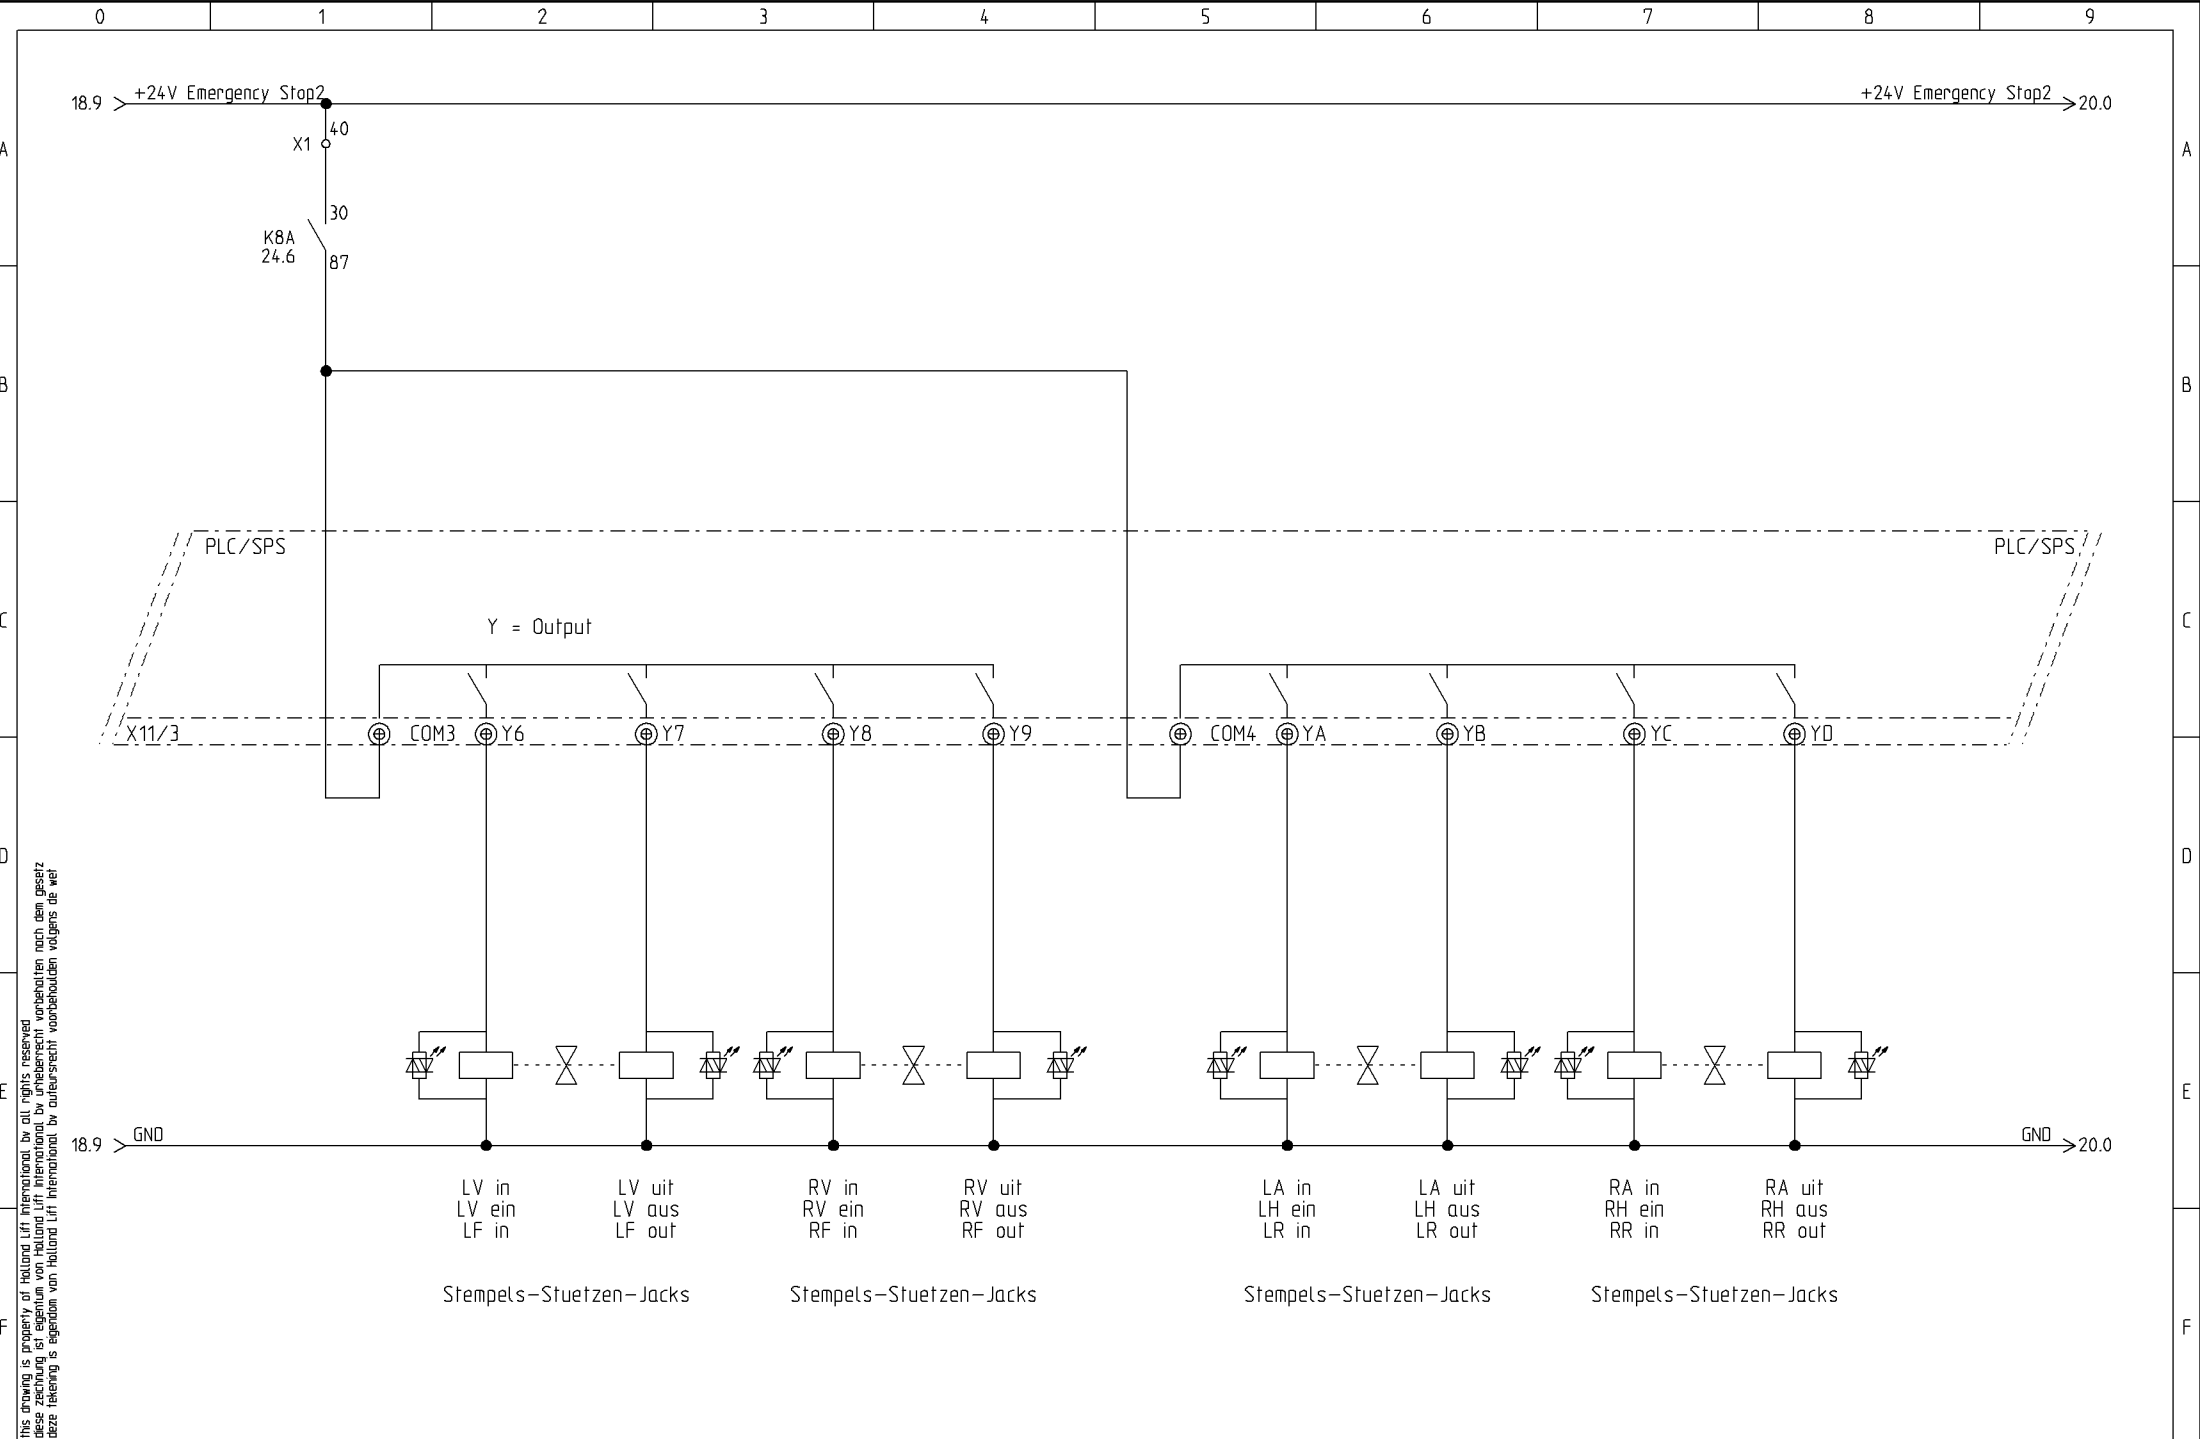 0 1 2 3 4 5 6 7 8 9
18.9 +24V Emergency Stop2 +24V Emergency Stop2 20.0
40
A X1 A
30
K8A
24.6 87
B B
PLC/SPS PLC/SPS
C Y = Output C
X11/3 COM3 Y6 Y7 Y8 Y9 COM4 YA YB YC YD
D D
E E
18.9 GND GND 20.0
LV in LV uit RV in RV uit LA in LA uit RA in RA uit
LV ein LV aus RV ein RV aus LH ein LH aus RH ein RH aus
LF in LF out RF in RF out LR in LR out RR in RR out
Stempels-Stuetzen-Jacks Stempels-Stuetzen-Jacks Stempels-Stuetzen-Jacks Stempels-Stuetzen-Jacks
F F
this drawing is property of Holland Lift International bv all rights reserved
diese zeichnung ist eigentum von Holland Lift International bv urheberrecht vorbehalten nach dem gesetz
deze tekening is eigendom van Holland Lift International bv auteursrecht voorbehouden volgens de wet